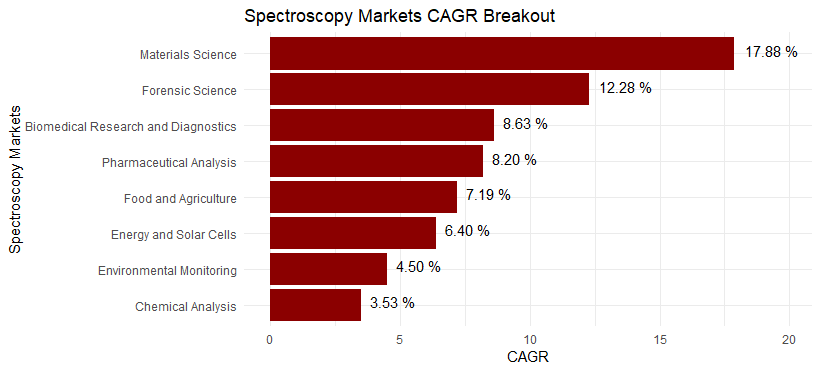 Spectroscopy Markets CAGR Breakout
Spectroscopy Markets
Materials Science 17.88 %
Forensic Science 12.28 %
Biomedical Research and Diagnostics 8.63 %
Pharmaceutical Analysis 8.20 %
Food and Agriculture 7.19 %
Energy and Solar Cells 6.40 %
Environmental Monitoring 4.50 %
Chemical Analysis 3.53 %
0 5 10 15 20
CAGR